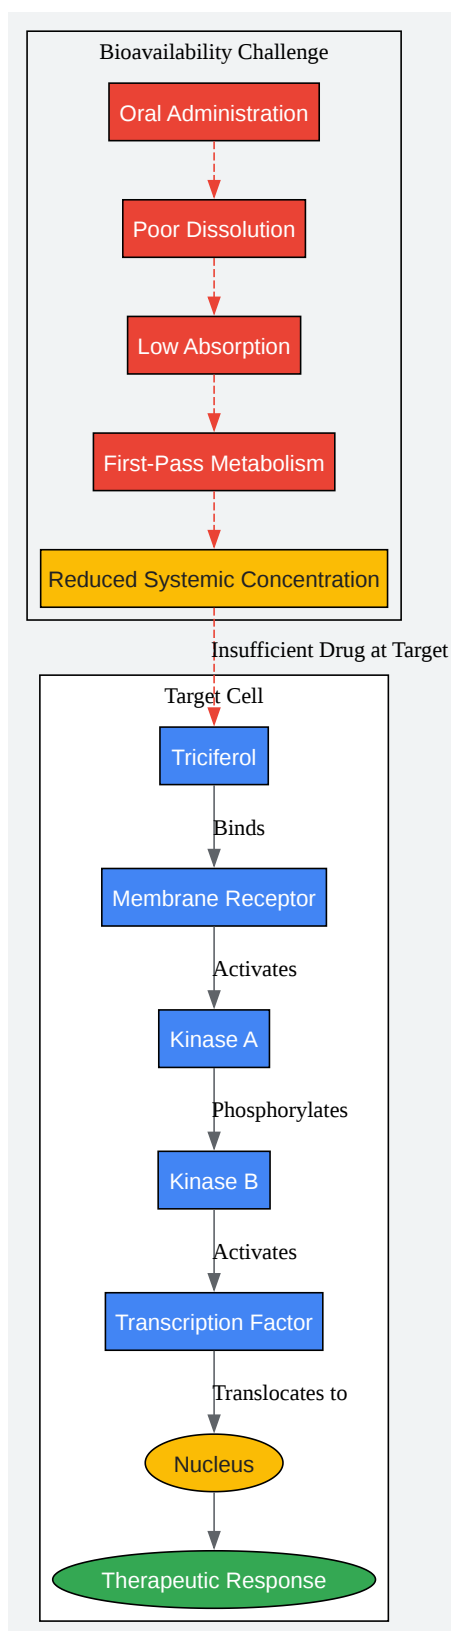 Bioavailability Challenge
Oral Administration
Poor Dissolution
Low Absorption
First-Pass Metabolism
Reduced Systemic Concentration
Insufficient Drug at Target
Target Cell
Triciferol
Binds
Membrane Receptor
Activates
Kinase A
Phosphorylates
Kinase B
Activates
Transcription Factor
Translocates to
Nucleus
Therapeutic Response